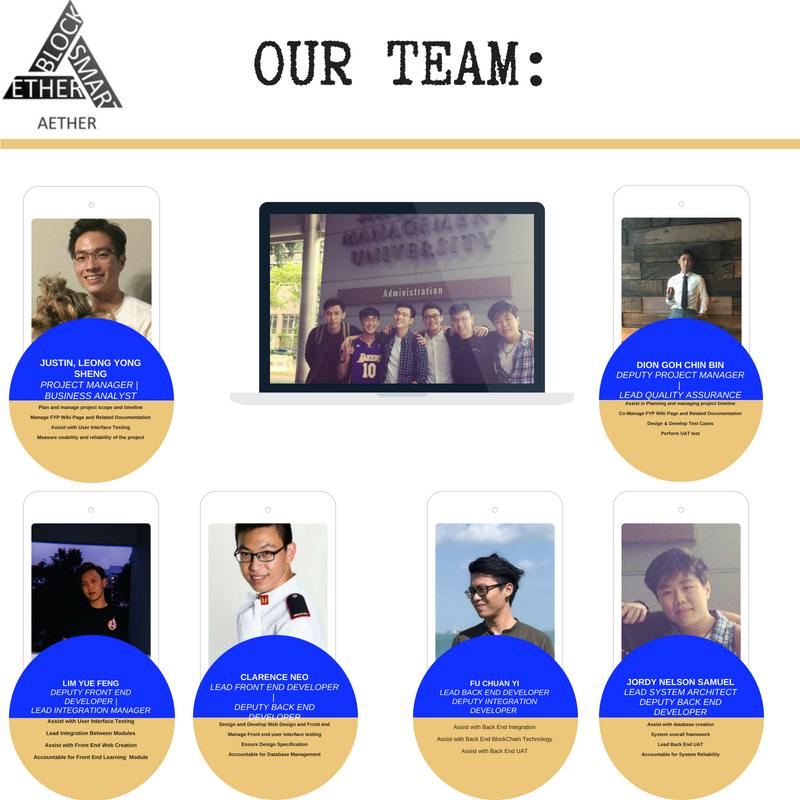 BLOCK
SMART
ETHER
AETHER
OUR TEAM:
MANAGEMENT
UNIVERSITY
Administration
LAKERS
10
JUSTIN, LEONG YONG
SHENG
PROJECT MANAGER |
BUSINESS ANALYST
Plan and manage project scope and timeline
Manage FYP Wiki Page and Related Documentation
Assist with User Interface Testing
Measure usability and reliability of the project
DION GOH CHIN BIN
DEPUTY PROJECT MANAGER
|
LEAD QUALITY ASSURANCE
Assist in Planning and managing project timeline
Co-Manage FYP Wiki Page and Related Documentation
Design & Develop Test Cases
Perform UAT test
LIM YUE FENG
DEPUTY FRONT END
DEVELOPER |
LEAD INTEGRATION MANAGER
Assist with User Interface Testing
Lead Integration Between Modules
Assist with Front End Web Creation
Accountable for Front End Learning Module
CLARENCE NEO
LEAD FRONT END DEVELOPER
|
DEPUTY BACK END
DEVELOPER
Design and Develop Web Design and Front end
Manage Front end user interface testing
Ensure Design Specification
Accountable for Database Management
FU CHUAN YI
LEAD BACK END DEVELOPER
DEPUTY INTEGRATION
DEVELOPER
Assist with Back End Integration
Assist with Back End BlockChain Technology
Assist with Back End UAT
JORDY NELSON SAMUEL
LEAD SYSTEM ARCHITECT
DEPUTY BACK END
DEVELOPER
Assist with database creation
System overall framework
Lead Back End UAT
Accountable for System Reliability